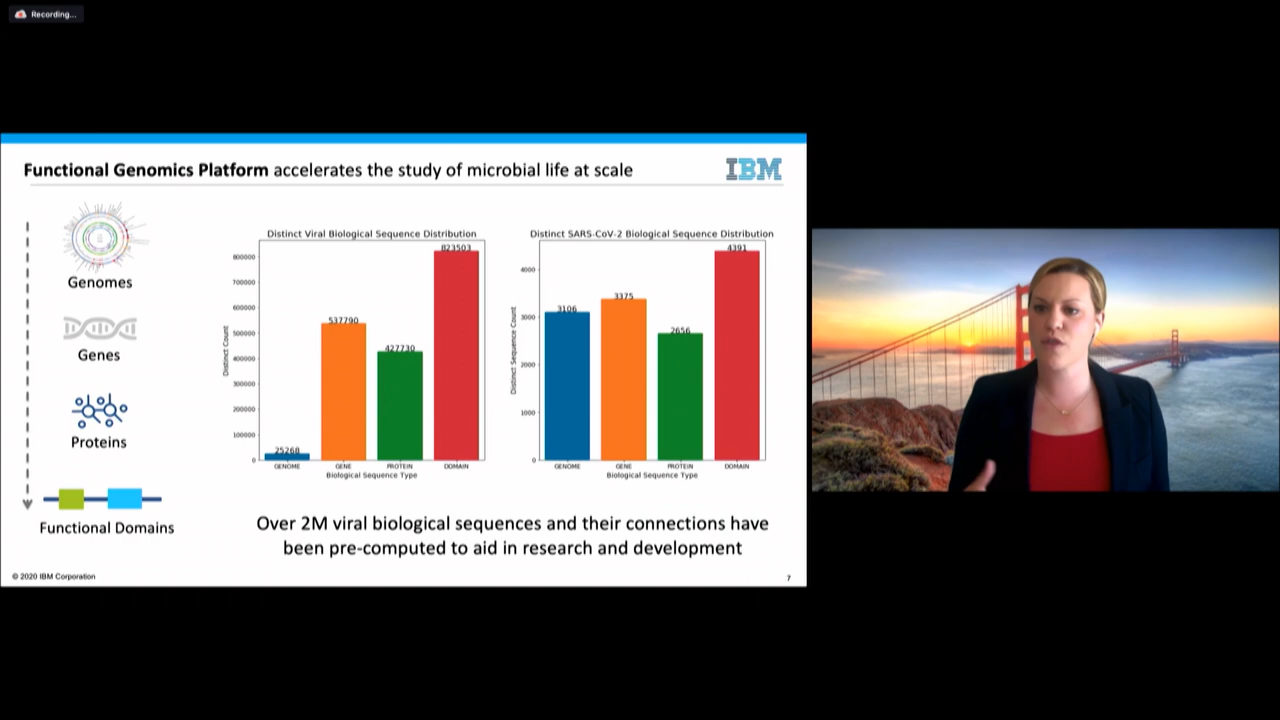 Recording...
Functional Genomics Platform accelerates the study of microbial life at scale
IBM
Genomes
Genes
Proteins
Functional Domains
Distinct Viral Biological Sequence Distribution
Distinct Count
800000
700000
600000
500000
400000
300000
200000
100000
0
25268
537790
427730
823503
GENOME
GENE
PROTEIN
DOMAIN
Biological Sequence Type
Distinct SARS-CoV-2 Biological Sequence Distribution
Distinct Sequence Count
4000
3000
2000
1000
0
3106
3375
2656
4391
GENOME
GENE
PROTEIN
DOMAIN
Biological Sequence Type
Over 2M viral biological sequences and their connections have
been pre-computed to aid in research and development
© 2020 IBM Corporation
7